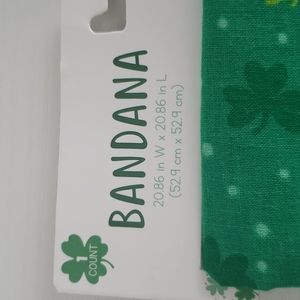 BANDANA
20.86 in W x 20.86 in L
(52.9 cm x 52.9 cm)
1
COUNT